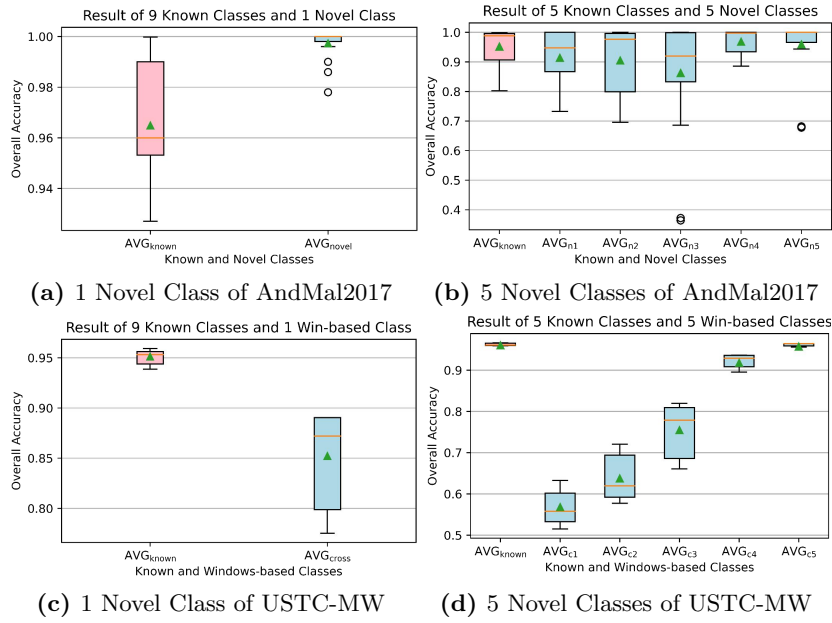 Result of 9 Known Classes and 1 Novel Class
Overall Accuracy
1.00
0.98
0.96
0.94
AVGknown
AVGnovel
Known and Novel Classes
(a) 1 Novel Class of AndMal2017
Result of 5 Known Classes and 5 Novel Classes
Overall Accuracy
1.0
0.9
0.8
0.7
0.6
0.5
0.4
AVGknown
AVGn1
AVGn2
AVGn3
AVGn4
AVGn5
Known and Novel Classes
(b) 5 Novel Classes of AndMal2017
Result of 9 Known Classes and 1 Win-based Class
Overall Accuracy
0.95
0.90
0.85
0.80
AVGknown
AVGcross
Known and Windows-based Classes
(c) 1 Novel Class of USTC-MW
Result of 5 Known Classes and 5 Win-based Classes
Overall Accuracy
0.9
0.8
0.7
0.6
0.5
AVGknown
AVGc1
AVGc2
AVGc3
AVGc4
AVGc5
Known and Windows-based Classes
(d) 5 Novel Classes of USTC-MW